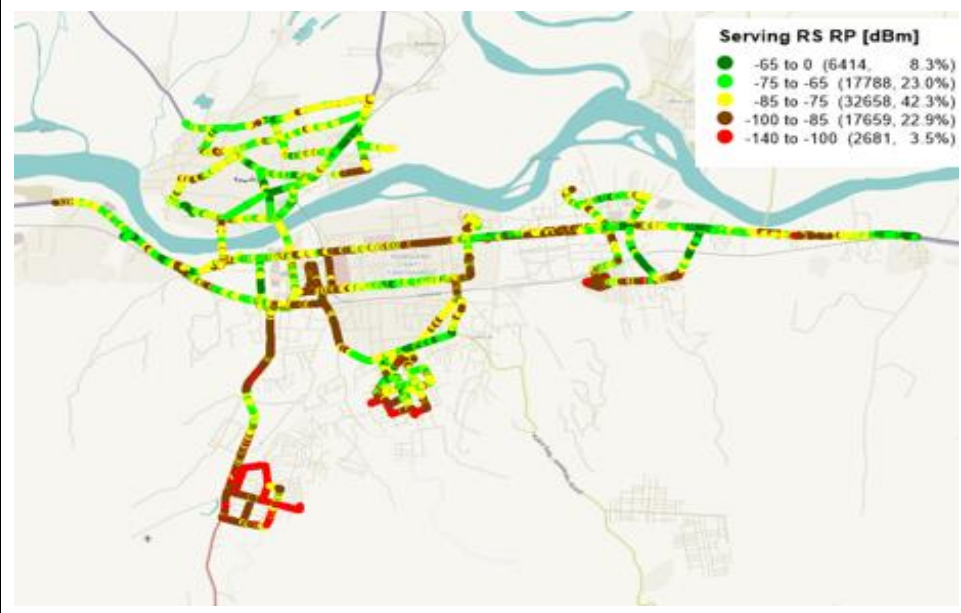 Serving RS RP [dBm]
-65 to 0 (6414, 8.3%)
-75 to -65 (17788, 23.0%)
-85 to -75 (32658, 42.3%)
-100 to -85 (17659, 22.9%)
-140 to -100 (2681, 3.5%)